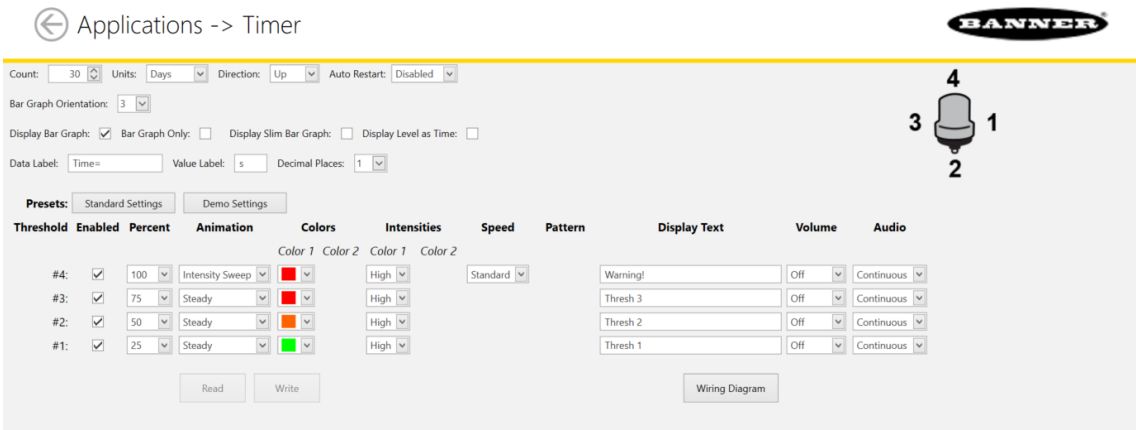 Applications -> Timer
BANNER
Count: 30 Units: Days Direction: Up Auto Restart: Disabled
Bar Graph Orientation: 3
Display Bar Graph: Bar Graph Only: Display Slim Bar Graph: Display Level as Time:
Data Label: Time= Value Label: s Decimal Places: 1
4
3 1
2
Presets: Standard Settings Demo Settings
Threshold Enabled Percent Animation Colors Intensities Speed Pattern Display Text Volume Audio
Color 1 Color 2 Color 1 Color 2
#4: 100 Intensity Sweep High Standard Warning! Off Continuous
#3: 75 Steady High Thresh 3 Off Continuous
#2: 50 Steady High Thresh 2 Off Continuous
#1: 25 Steady High Thresh 1 Off Continuous
Read Write Wiring Diagram